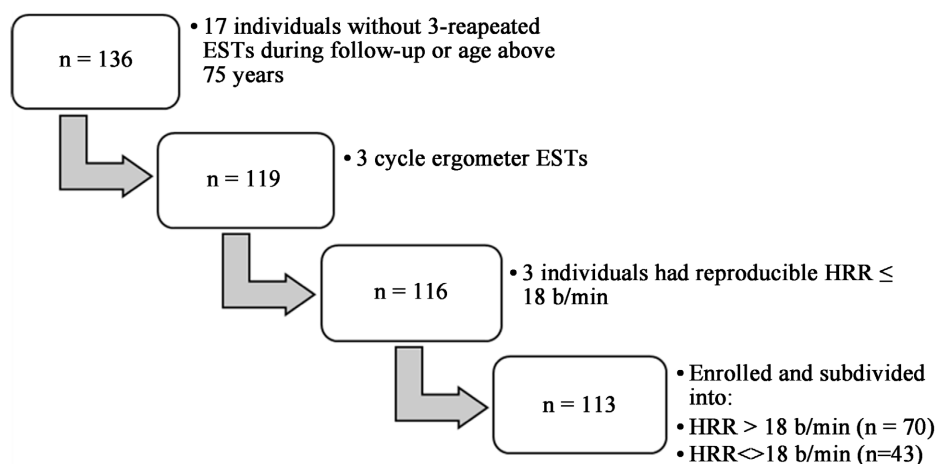 n = 136
• 17 individuals without 3-reapeated
ESTs during follow-up or age above
75 years
n = 119
• 3 cycle ergometer ESTs
n = 116
• 3 individuals had reproducible HRR ≤
18 b/min
n = 113
• Enrolled and subdivided
into:
• HRR > 18 b/min (n = 70)
• HRR<>18 b/min (n=43)